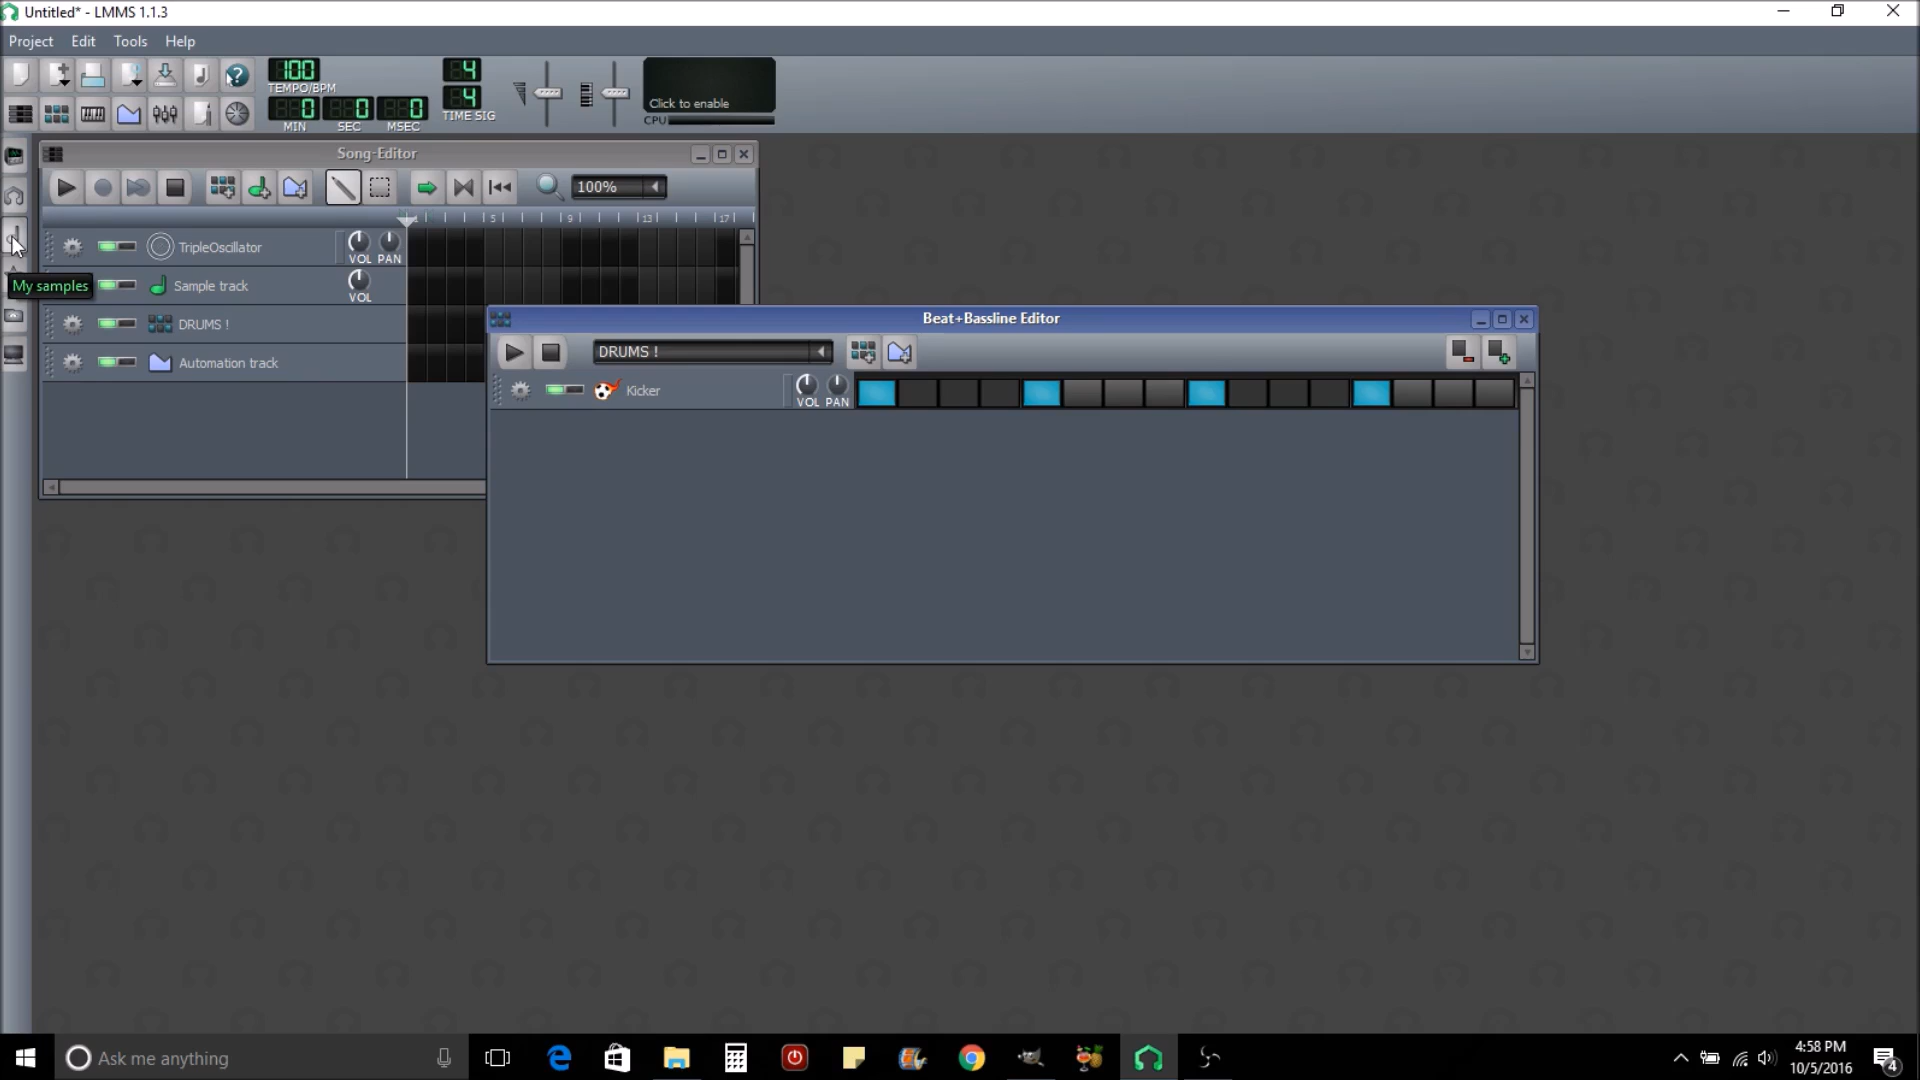 Untitled* - LMMS 1.1.3
Project Edit Tools Help
100
TEMPO/BPM
4
4
TIME SIG
0 0 0
MIN SEC MSEC
Click to enable
CPU
Song-Editor
100%
5 9 13 17
TripleOscillator
VOL PAN
My samples
Sample track
VOL
DRUMS !
Automation track
Beat+Bassline Editor
DRUMS !
Kicker
VOL PAN
Ask me anything
4:58 PM
10/5/2016
4